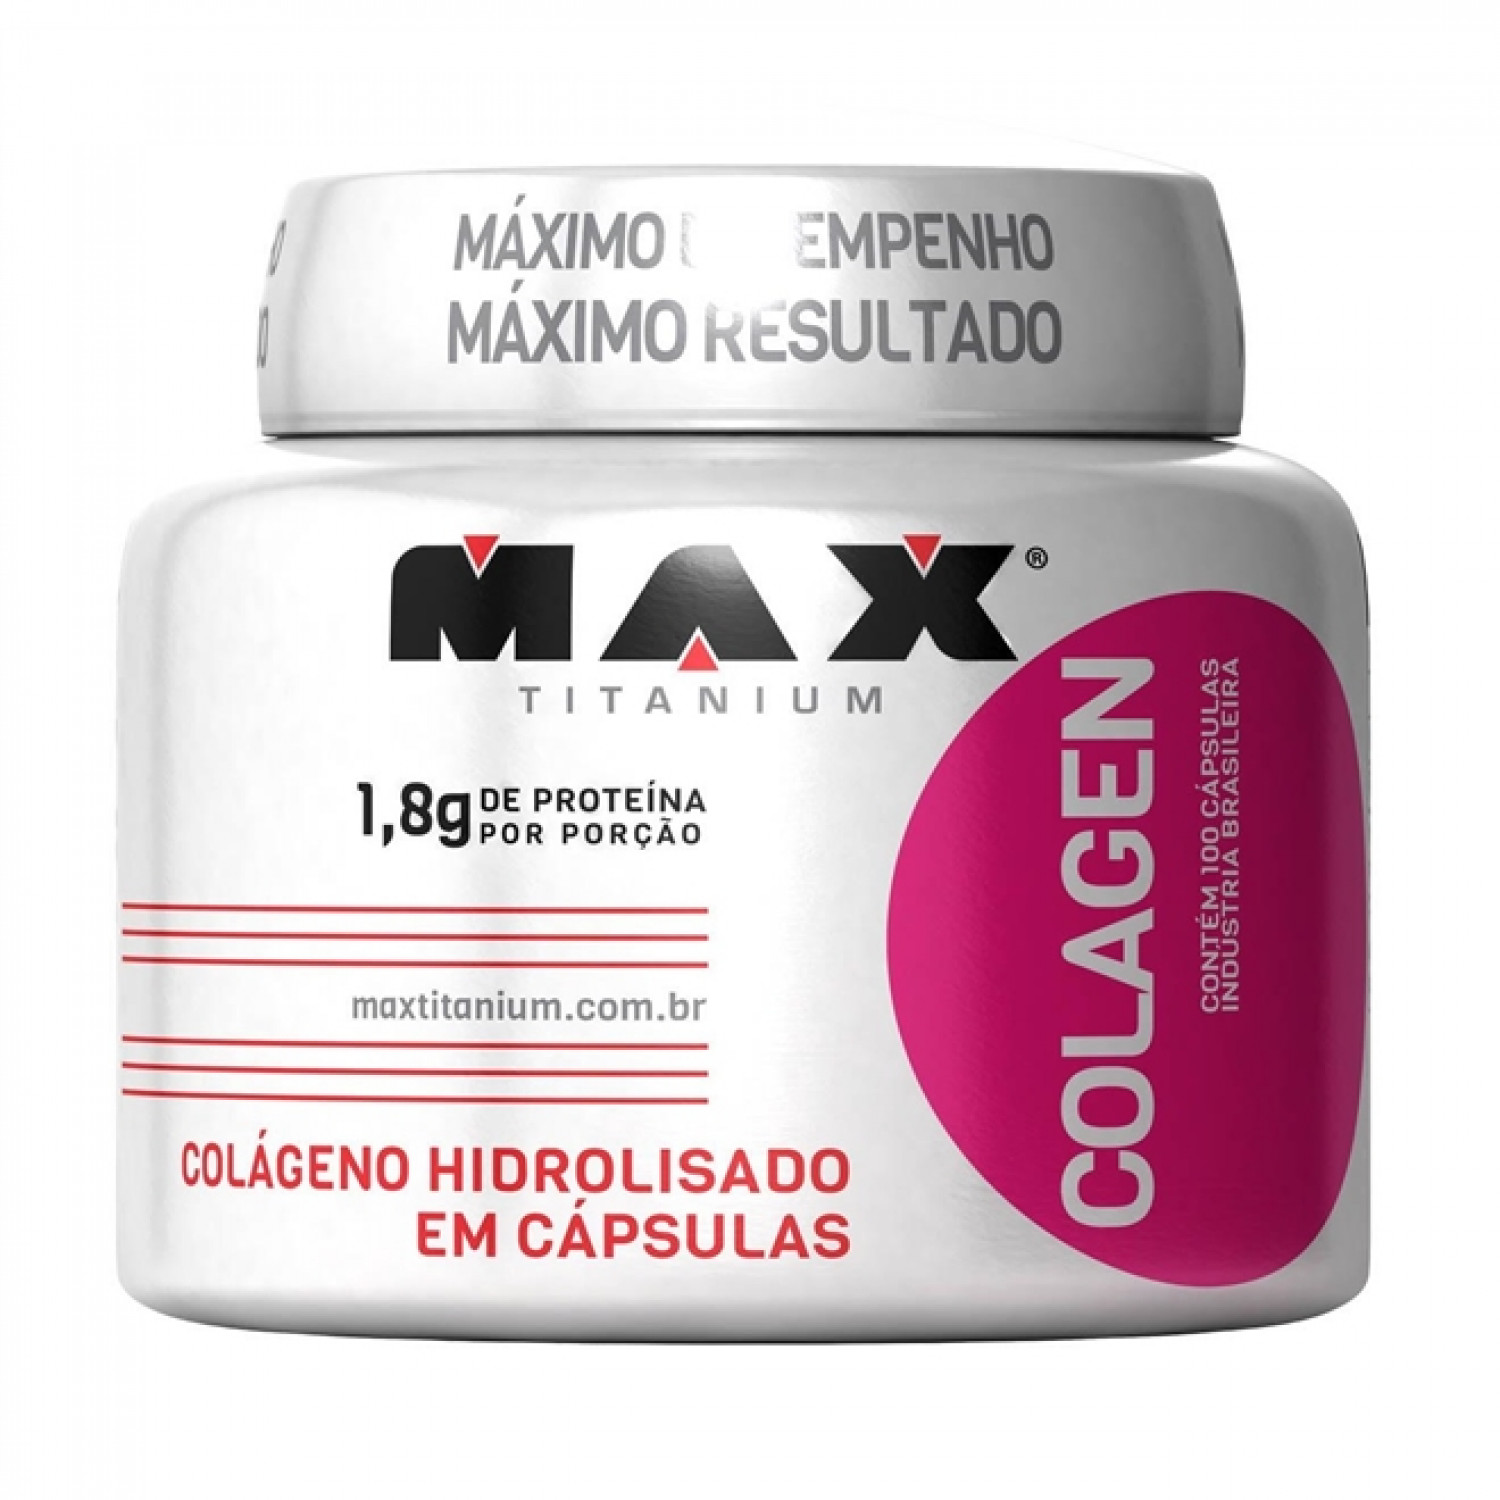 MÁXIMO EMPENHO
MÁXIMO RESULTADO
MAX®
TITANIUM
1,8g DE PROTEÍNA
POR PORÇÃO
maxtitanium.com.br
COLÁGENO HIDROLISADO
EM CÁPSULAS
COLAGEN
CONTÉM 100 CÁPSULAS
INDÚSTRIA BRASILEIRA